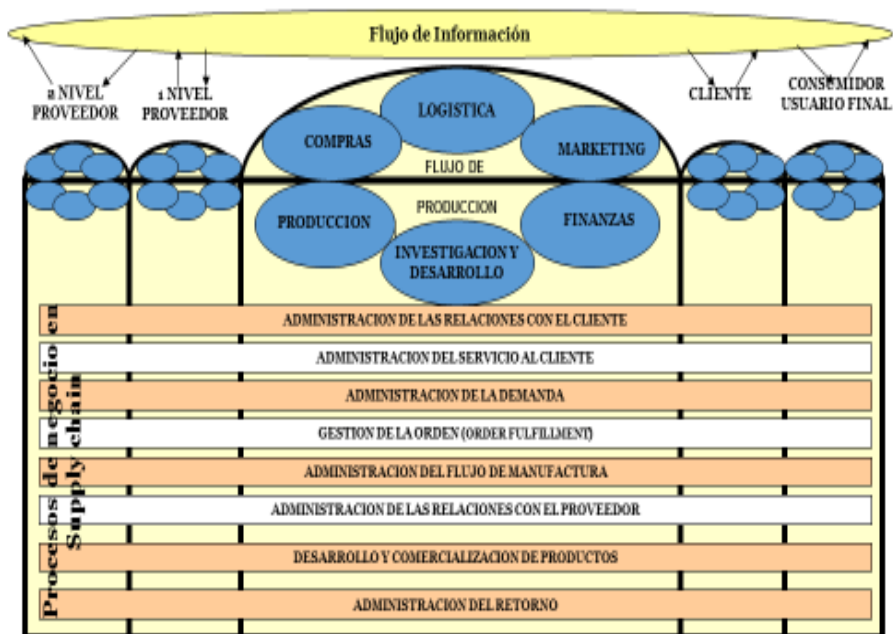 Flujo de Información
2 NIVEL
PROVEEDOR
1 NIVEL
PROVEEDOR
CLIENTE
CONSUMIDOR
USUARIO FINAL
LOGISTICA
COMPRAS
MARKETING
FLUJO DE
PRODUCCION
PRODUCCION
FINANZAS
INVESTIGACION Y
DESARROLLO
ADMINISTRACION DE LAS RELACIONES CON EL CLIENTE
ADMINISTRACION DEL SERVICIO AL CLIENTE
ADMINISTRACION DE LA DEMANDA
GESTION DE LA ORDEN (ORDER FULFILLMENT)
ADMINISTRACION DEL FLUJO DE MANUFACTURA
ADMINISTRACION DE LAS RELACIONES CON EL PROVEEDOR
DESARROLLO Y COMERCIALIZACION DE PRODUCTOS
ADMINISTRACION DEL RETORNO
Procesos de negocio en
Supply chain